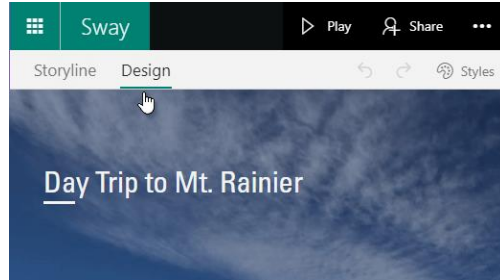 Sway
Play
Share
Storyline
Design
Styles
Day Trip to Mt. Rainier